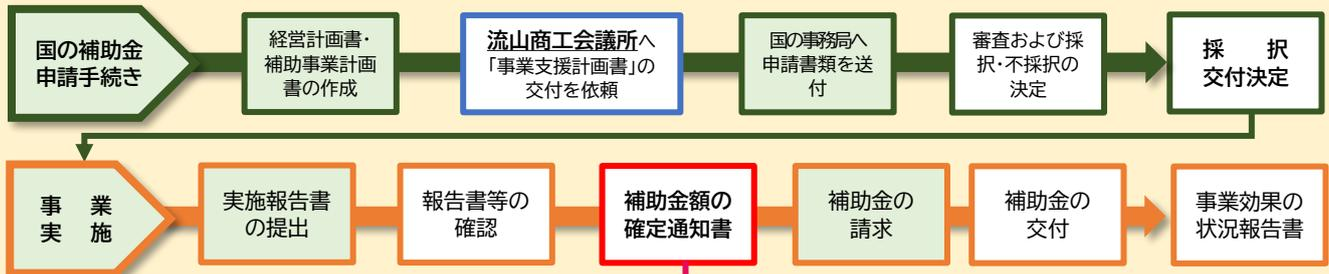 国の補助金
申請手続き
経営計画書・
補助事業計画
書の作成
流山商工会議所へ
「事業支援計画書」の
交付を依頼
国の事務局へ
申請書類を送
付
審査および採
択・不採択の
決定
採　　択
交付決定
事　業
実　施
実施報告書
の提出
報告書等の
確認
補助金額の
確定通知書
補助金の
請求
補助金の
交付
事業効果の
状況報告書